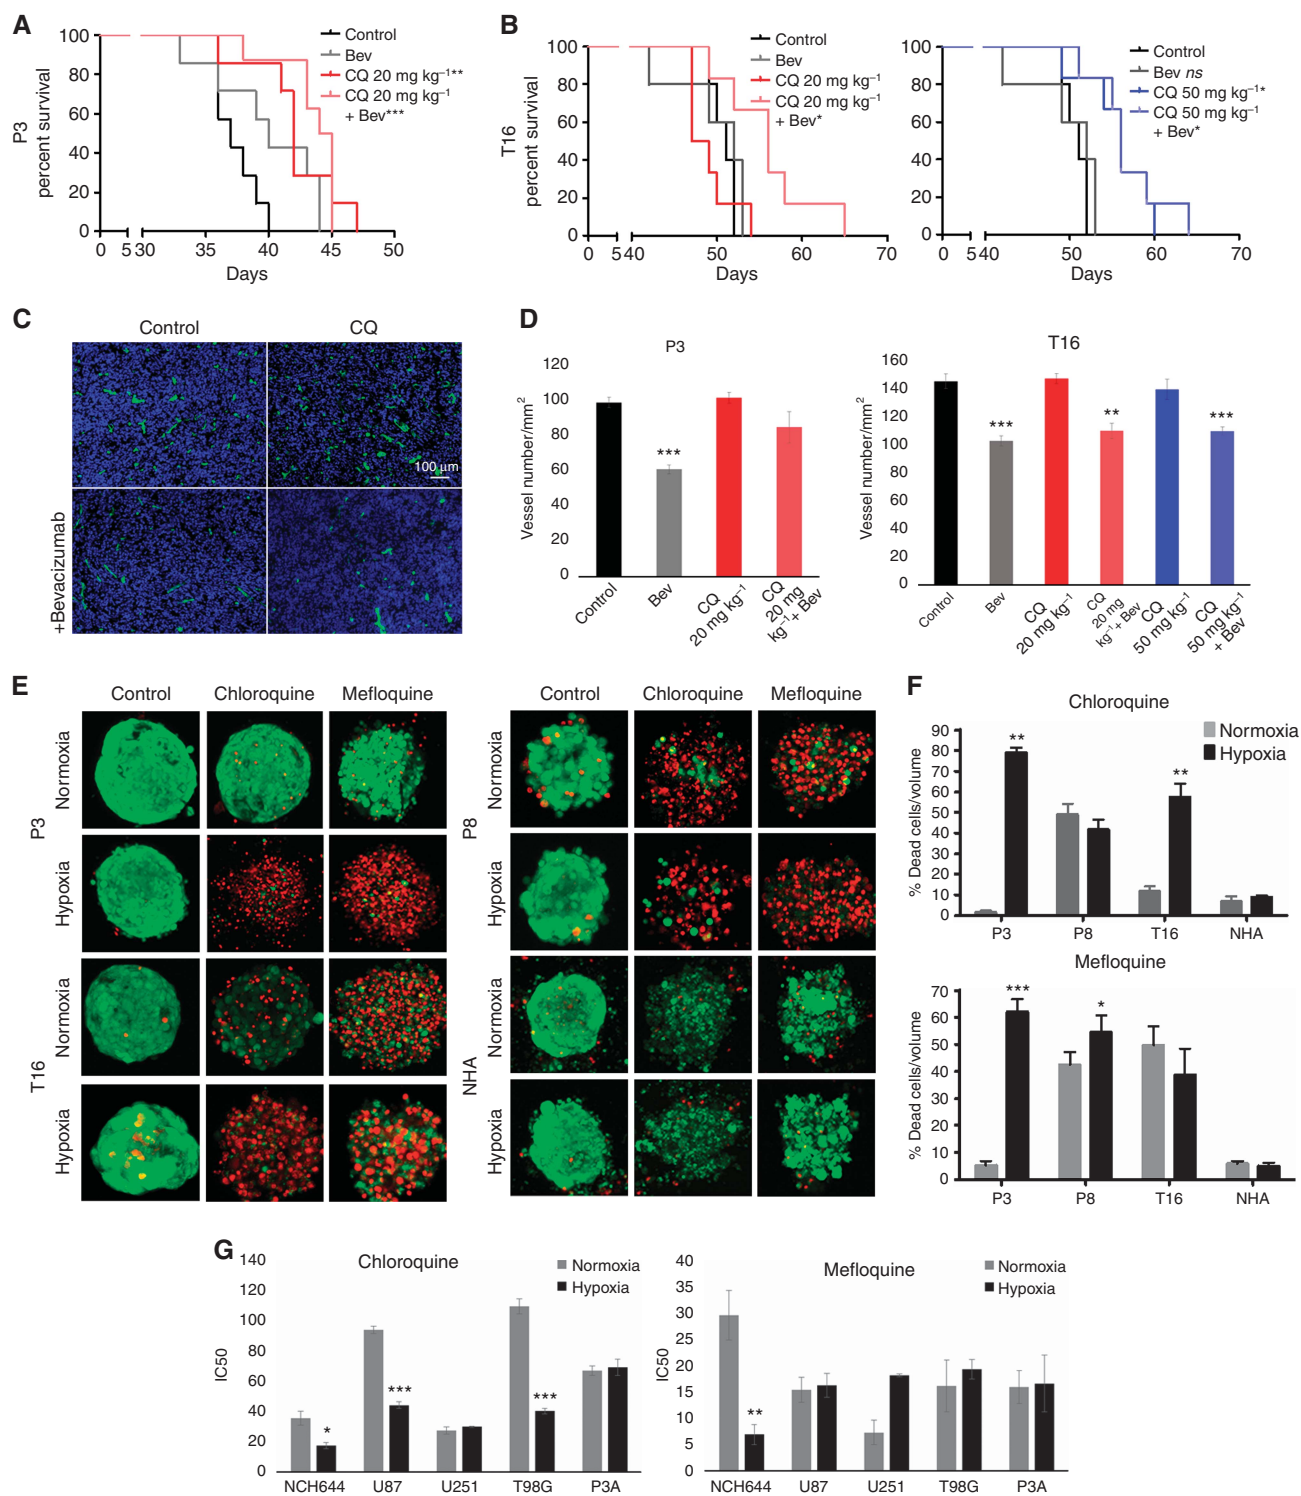 A
P3
percent survival
100
80
60
40
20
0
0 5 30 35 40 45 50
Days
Control
Bev
CQ 20 mg kg⁻¹**
CQ 20 mg kg⁻¹
+ Bev***
B
T16
percent survival
100
80
60
40
20
0
0 5 40 50 60 70
Days
Control
Bev
CQ 20 mg kg⁻¹
CQ 20 mg kg⁻¹
+ Bev*
100
80
60
40
20
0
0 5 40 50 60 70
Days
Control
Bev ns
CQ 50 mg kg⁻¹*
CQ 50 mg kg⁻¹
+ Bev*
C
Control CQ
+Bevacizumab
100 µm
D
P3
Vessel number/mm²
120
100
80
60
40
20
0
***
Control
Bev
CQ
20 mg kg⁻¹
CQ
20 mg
kg⁻¹+ Bev
T16
Vessel number/mm²
160
140
120
100
80
60
40
20
0
*** ** ***
Control
Bev
CQ
20 mg kg⁻¹
CQ
20 mg
kg⁻¹+ Bev
CQ
50 mg kg⁻¹
CQ
50 mg kg⁻¹
+ Bev
E
Control Chloroquine Mefloquine
P3
Normoxia
Hypoxia
T16
Normoxia
Hypoxia
Control Chloroquine Mefloquine
P8
Normoxia
Hypoxia
NHA
Normoxia
Hypoxia
F
Chloroquine
Normoxia
Hypoxia
% Dead cells/volume
90
80
70
60
50
40
30
20
10
0
** **
P3 P8 T16 NHA
Mefloquine
% Dead cells/volume
70
60
50
40
30
20
10
0
*** *
P3 P8 T16 NHA
G
Chloroquine
Normoxia
Hypoxia
IC50
140
120
100
80
60
40
20
0
* *** ***
NCH644 U87 U251 T98G P3A
Mefloquine
Normoxia
Hypoxia
IC50
40
35
30
25
20
15
10
5
0
**
NCH644 U87 U251 T98G P3A